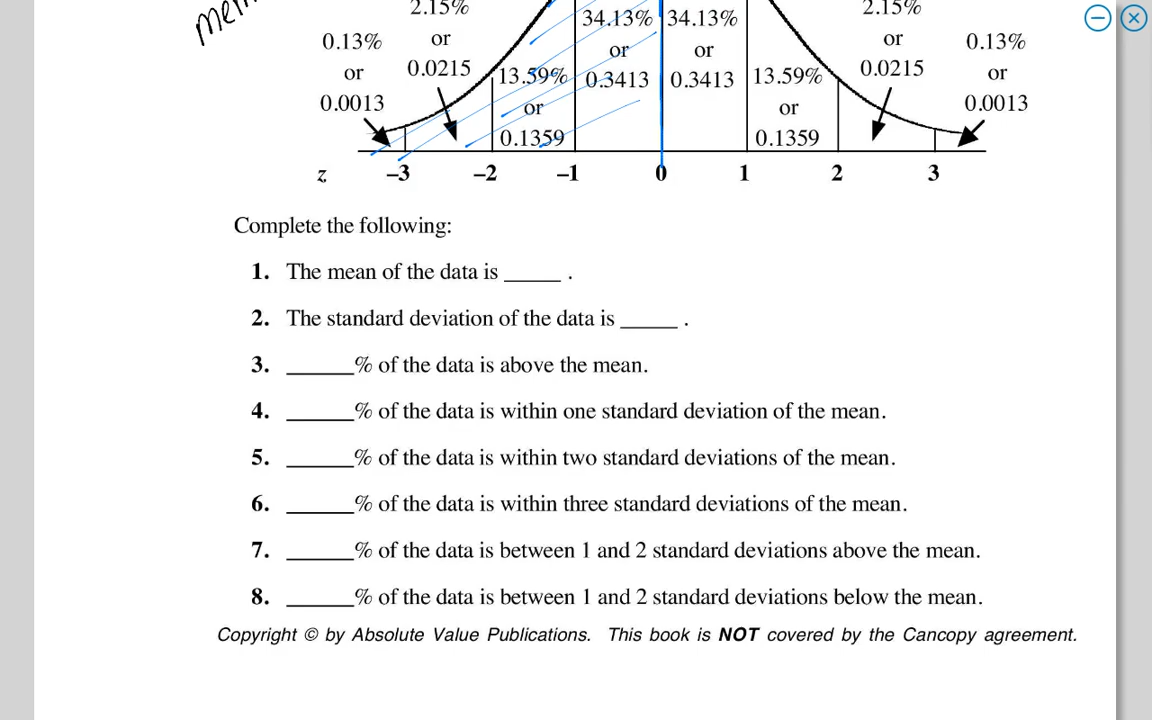 2.15% 34.13% 34.13% 2.15%
0.13% or or or or 0.13%
or 0.0215 13.59% 0.3413 0.3413 13.59% 0.0215 or
0.0013 or or 0.0013
0.1359 0.1359
z –3 –2 –1 0 1 2 3
Complete the following:
1. The mean of the data is _____ .
2. The standard deviation of the data is _____ .
3. ______% of the data is above the mean.
4. ______% of the data is within one standard deviation of the mean.
5. ______% of the data is within two standard deviations of the mean.
6. ______% of the data is within three standard deviations of the mean.
7. ______% of the data is between 1 and 2 standard deviations above the mean.
8. ______% of the data is between 1 and 2 standard deviations below the mean.
Copyright © by Absolute Value Publications. This book is NOT covered by the Cancopy agreement.